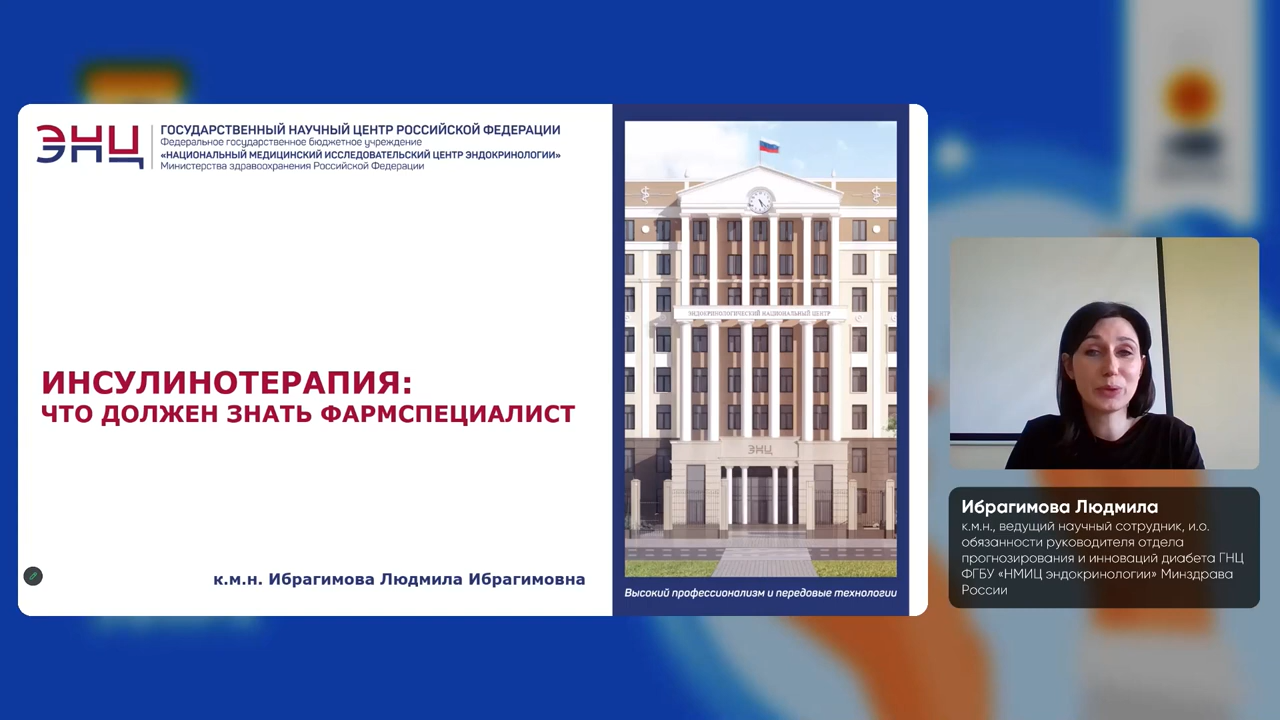 ЭНЦ
ГОСУДАРСТВЕННЫЙ НАУЧНЫЙ ЦЕНТР РОССИЙСКОЙ ФЕДЕРАЦИИ
Федеральное государственное бюджетное учреждение
«НАЦИОНАЛЬНЫЙ МЕДИЦИНСКИЙ ИССЛЕДОВАТЕЛЬСКИЙ ЦЕНТР ЭНДОКРИНОЛОГИИ»
Министерства здравоохранения Российской Федерации
ИНСУЛИНОТЕРАПИЯ:
ЧТО ДОЛЖЕН ЗНАТЬ ФАРМСПЕЦИАЛИСТ
к.м.н. Ибрагимова Людмила Ибрагимовна
ЭНДОКРИНОЛОГИЧЕСКИЙ НАЦИОНАЛЬНЫЙ ЦЕНТР
ЭНЦ
Высокий профессионализм и передовые технологии
Ибрагимова Людмила
к.м.н., ведущий научный сотрудник, и.о.
обязанности руководителя отдела
прогнозирования и инноваций диабета ГНЦ
ФГБУ «НМИЦ эндокринологии» Минздрава
России